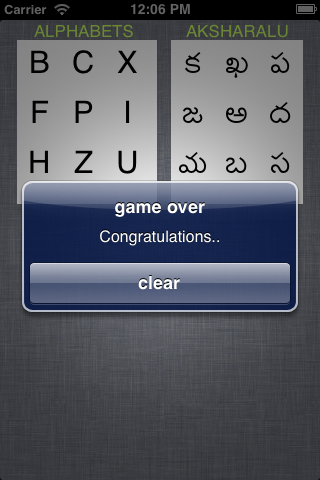 Carrier 12:06 PM
ALPHABETS AKSHARALU
B C X క ఖ ప
F P I జ ఆ ద
H Z U మ బ స
game over
Congratulations..
clear